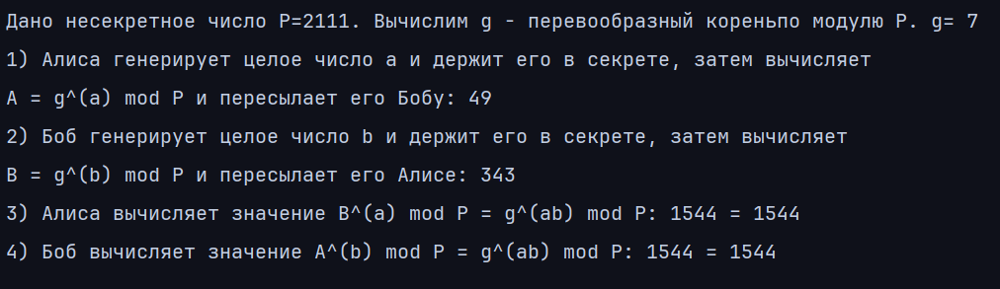 Дано несекретное число P=2111. Вычислим g - перевообразный кореньпо модулю P. g= 7
1) Алиса генерирует целое число a и держит его в секрете, затем вычисляет
A = g^(a) mod P и пересылает его Бобу: 49
2) Боб генерирует целое число b и держит его в секрете, затем вычисляет
B = g^(b) mod P и пересылает его Алисе: 343
3) Алиса вычисляет значение B^(a) mod P = g^(ab) mod P: 1544 = 1544
4) Боб вычисляет значение A^(b) mod P = g^(ab) mod P: 1544 = 1544